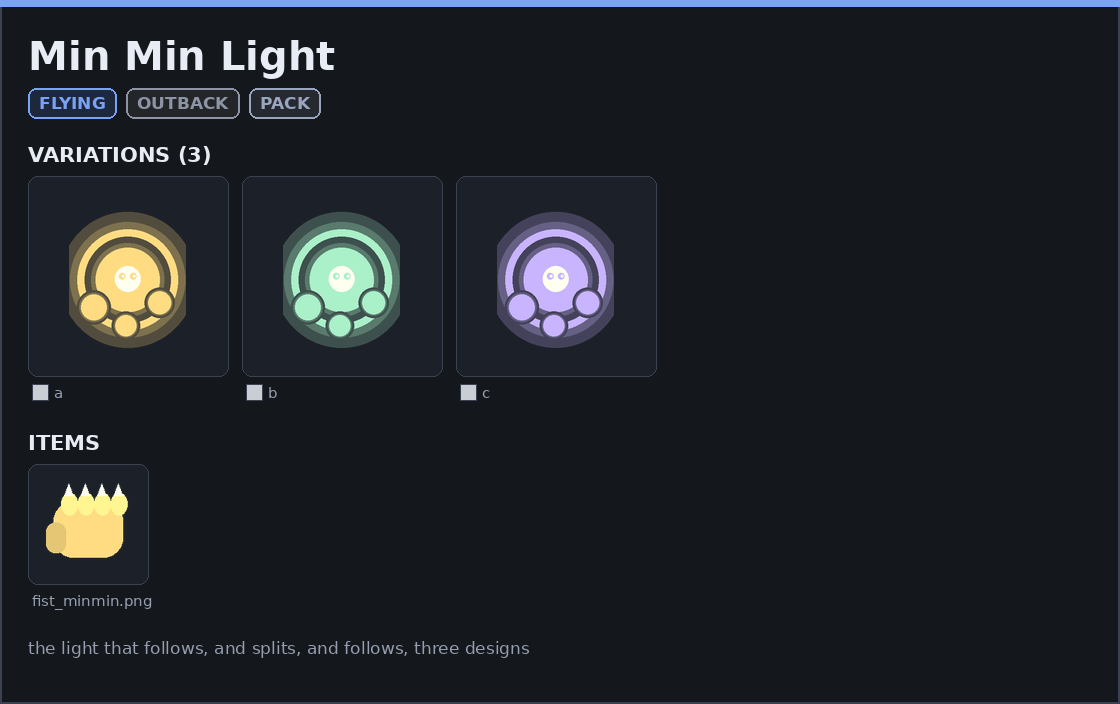 Min Min Light
FLYING OUTBACK PACK
VARIATIONS (3)
a b c
ITEMS
fist_minmin.png
the light that follows, and splits, and follows, three designs